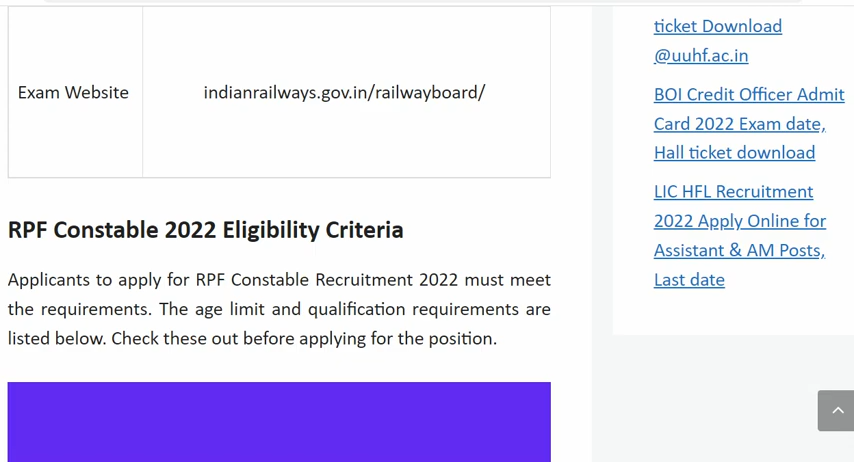 Exam Website
indianrailways.gov.in/railwayboard/
RPF Constable 2022 Eligibility Criteria
Applicants to apply for RPF Constable Recruitment 2022 must meet
the requirements. The age limit and qualification requirements are
listed below. Check these out before applying for the position.
ticket Download
@uuhf.ac.in
BOI Credit Officer Admit
Card 2022 Exam date,
Hall ticket download
LIC HFL Recruitment
2022 Apply Online for
Assistant & AM Posts,
Last date